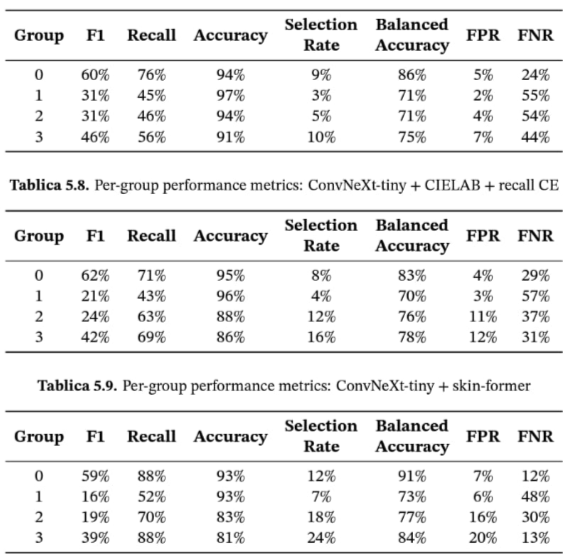 Group F1 Recall Accuracy Selection Rate Balanced Accuracy FPR FNR
0 60% 76% 94% 9% 86% 5% 24%
1 31% 45% 97% 3% 71% 2% 55%
2 31% 46% 94% 5% 71% 4% 54%
3 46% 56% 91% 10% 75% 7% 44%
Tablica 5.8. Per-group performance metrics: ConvNeXt-tiny + CIELAB + recall CE
Group F1 Recall Accuracy Selection Rate Balanced Accuracy FPR FNR
0 62% 71% 95% 8% 83% 4% 29%
1 21% 43% 96% 4% 70% 3% 57%
2 24% 63% 88% 12% 76% 11% 37%
3 42% 69% 86% 16% 78% 12% 31%
Tablica 5.9. Per-group performance metrics: ConvNeXt-tiny + skin-former
Group F1 Recall Accuracy Selection Rate Balanced Accuracy FPR FNR
0 59% 88% 93% 12% 91% 7% 12%
1 16% 52% 93% 7% 73% 6% 48%
2 19% 70% 83% 18% 77% 16% 30%
3 39% 88% 81% 24% 84% 20% 13%